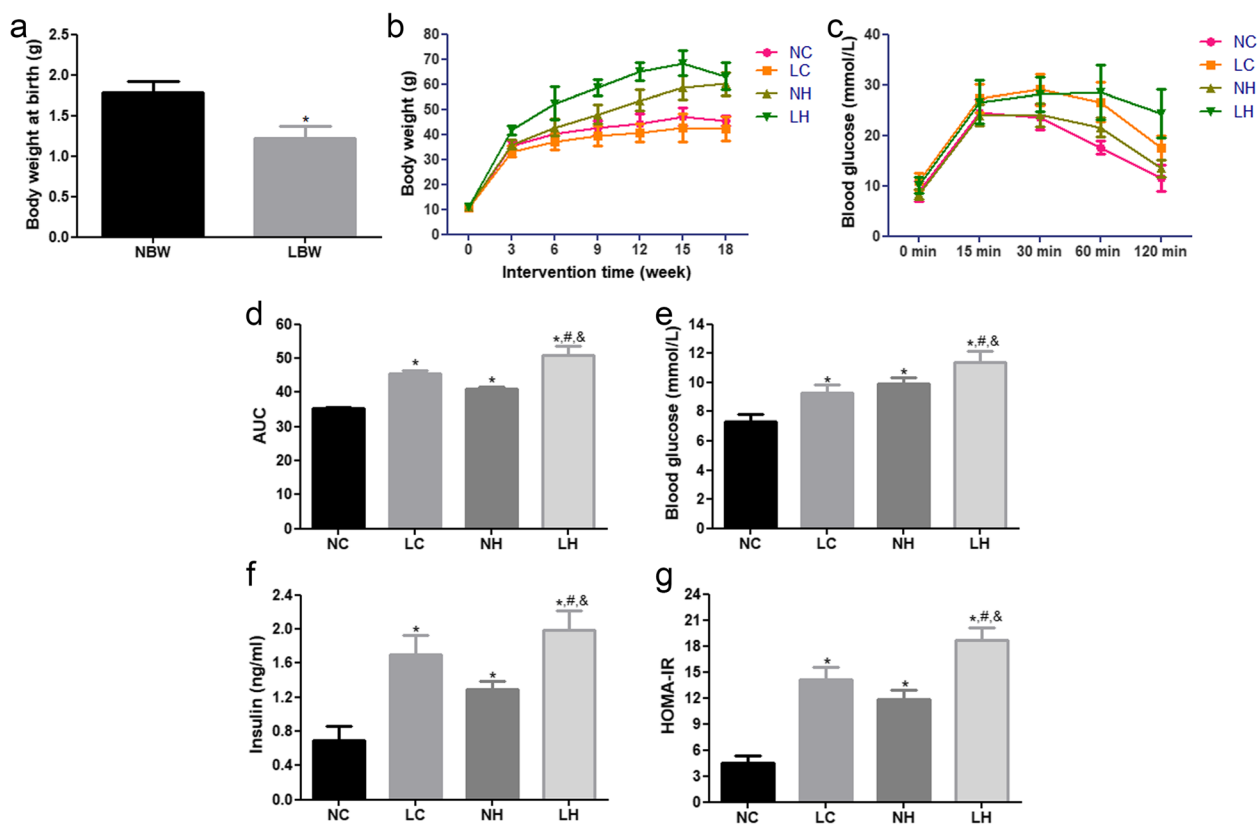 a
Body weight at birth (g)
2.5
2.0
1.5
1.0
0.5
0.0
*
NBW
LBW
b
Body weight (g)
80
70
60
50
40
30
20
10
0
3
6
9
12
15
18
Intervention time (week)
NC
LC
NH
LH
c
Blood glucose (mmol/L)
40
30
20
10
0
0 min
15 min
30 min
60 min
120 min
NC
LC
NH
LH
d
AUC
60
50
40
30
20
10
0
*
*
*,#,&
NC
LC
NH
LH
e
Blood glucose (mmol/L)
14
12
10
8
6
4
2
0
*
*
*,#,&
NC
LC
NH
LH
f
Insulin (ng/ml)
2.4
2.0
1.6
1.2
0.8
0.4
0.0
*
*
*,#,&
NC
LC
NH
LH
g
HOMA-IR
24
21
18
15
12
9
6
3
0
*
*
*,#,&
NC
LC
NH
LH